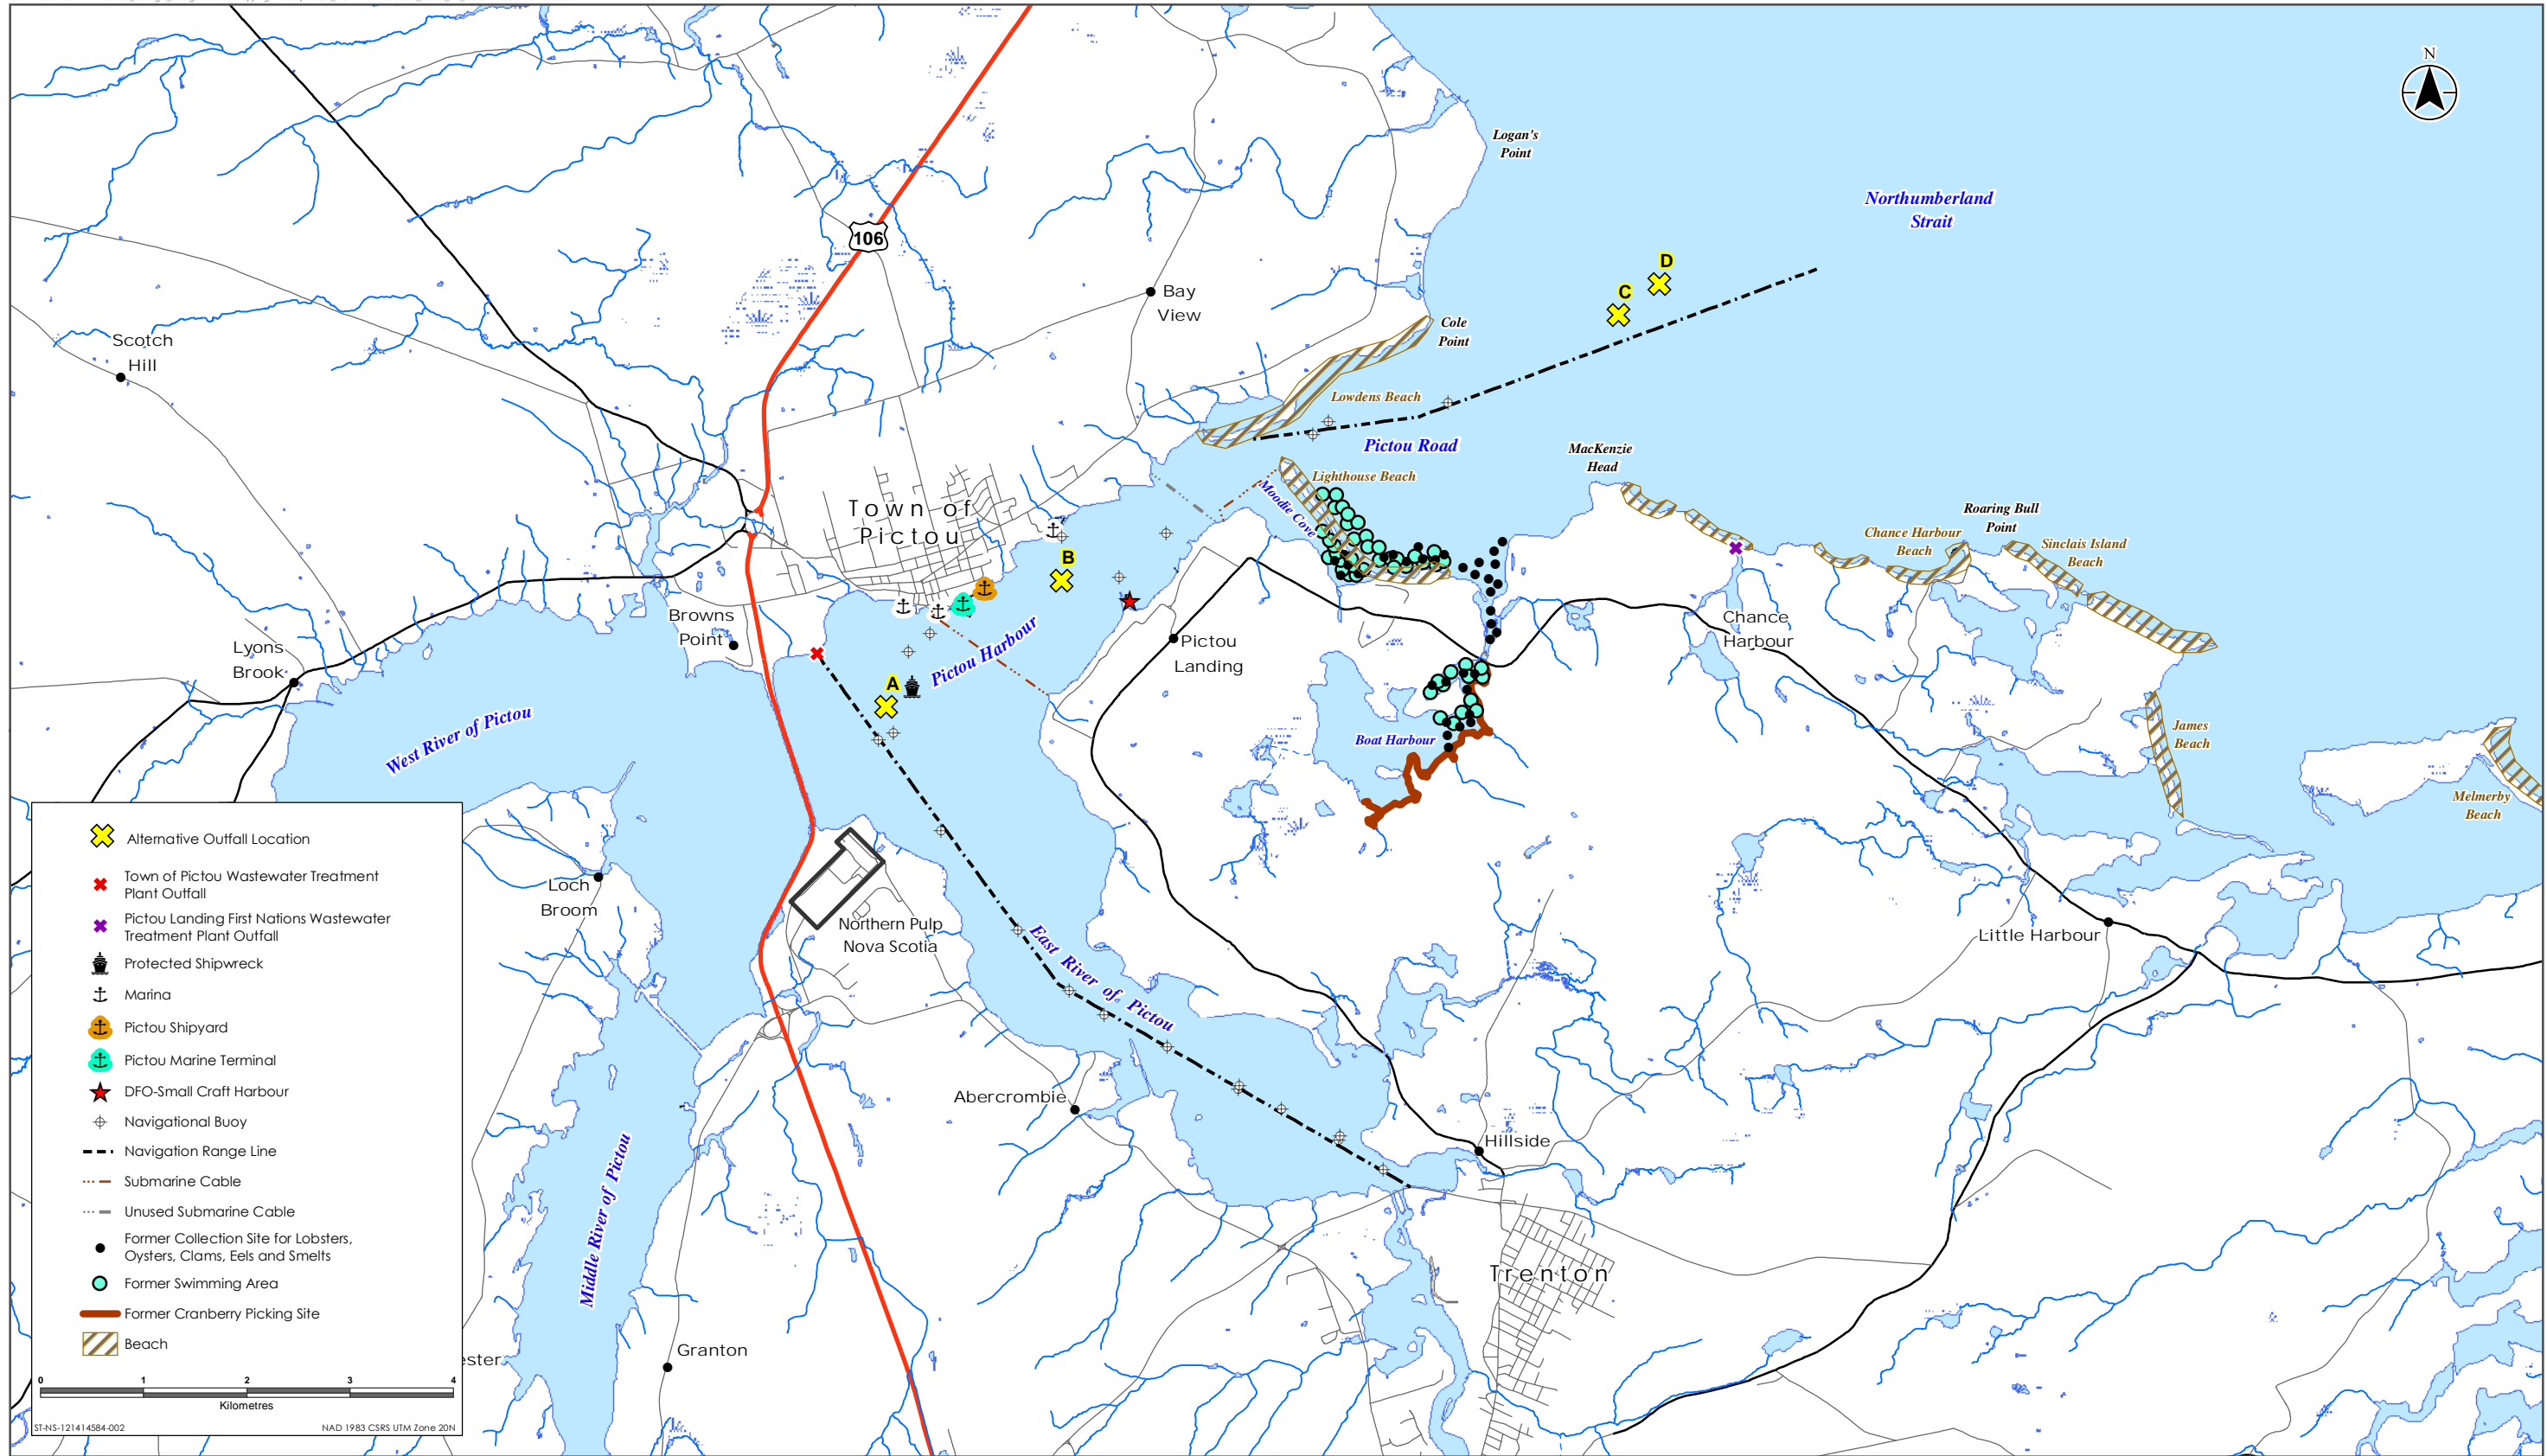 N
Logan's
Point
Northumberland
Strait
106
D
C
Bay
View
Scotch
Hill
Cole
Point
Lowdens Beach
Pictou Road
MacKenzie
Head
Lighthouse Beach
Moodie Cove
Town of
Pictou
Roaring Bull
Point
Chance Harbour
Beach
Sinclais Island
Beach
B
Browns
Point
Chance
Harbour
Lyons
Brook
Pictou Harbour
Pictou
Landing
A
West River of Pictou
Boat Harbour
James
Beach
Melmerby
Beach
Loch
Broom
Northern Pulp
Nova Scotia
East River of Pictou
Little Harbour
Abercrombie
Hillside
Middle River of Pictou
Trenton
Granton
ester
Alternative Outfall Location
Town of Pictou Wastewater Treatment
Plant Outfall
Pictou Landing First Nations Wastewater
Treatment Plant Outfall
Protected Shipwreck
Marina
Pictou Shipyard
Pictou Marine Terminal
DFO-Small Craft Harbour
Navigational Buoy
Navigation Range Line
Submarine Cable
Unused Submarine Cable
Former Collection Site for Lobsters,
Oysters, Clams, Eels and Smelts
Former Swimming Area
Former Cranberry Picking Site
Beach
0 1 2 3 4
Kilometres
ST-NS-121414584-002 NAD 1983 CSRS UTM Zone 20N